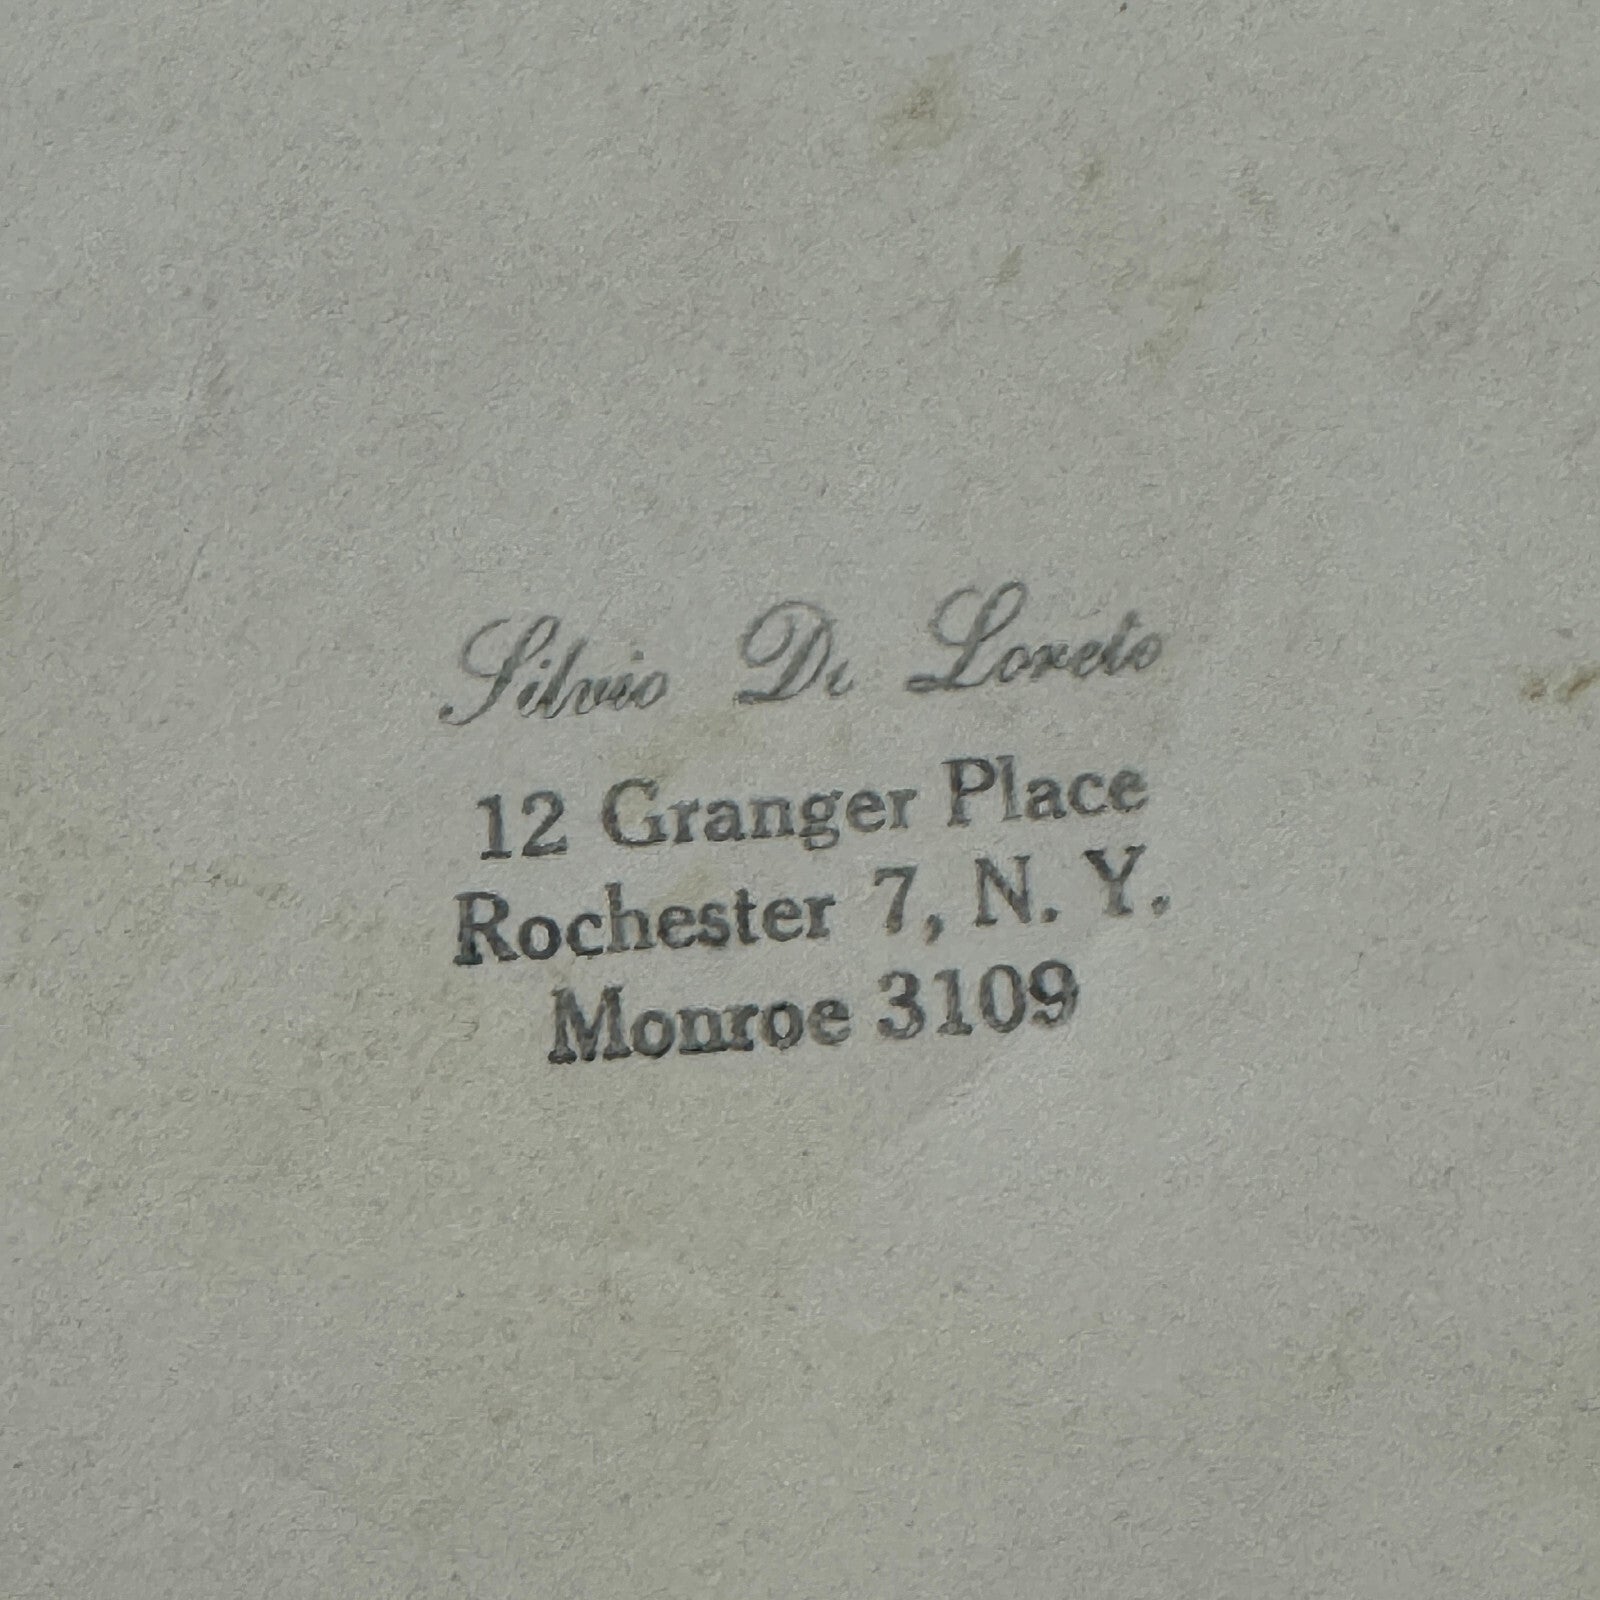 Silvio Di Loreto
12 Granger Place
Rochester 7, N. Y.
Monroe 3109